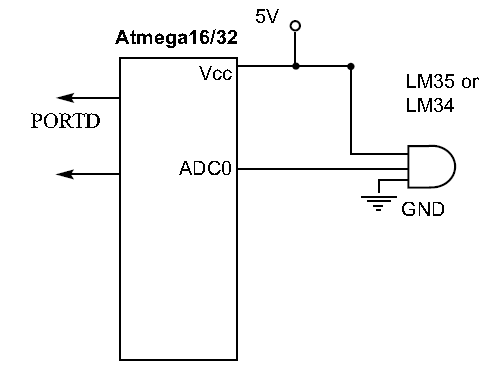 5V
Atmega16/32
Vcc
LM35 or
LM34
PORTD
ADC0
GND